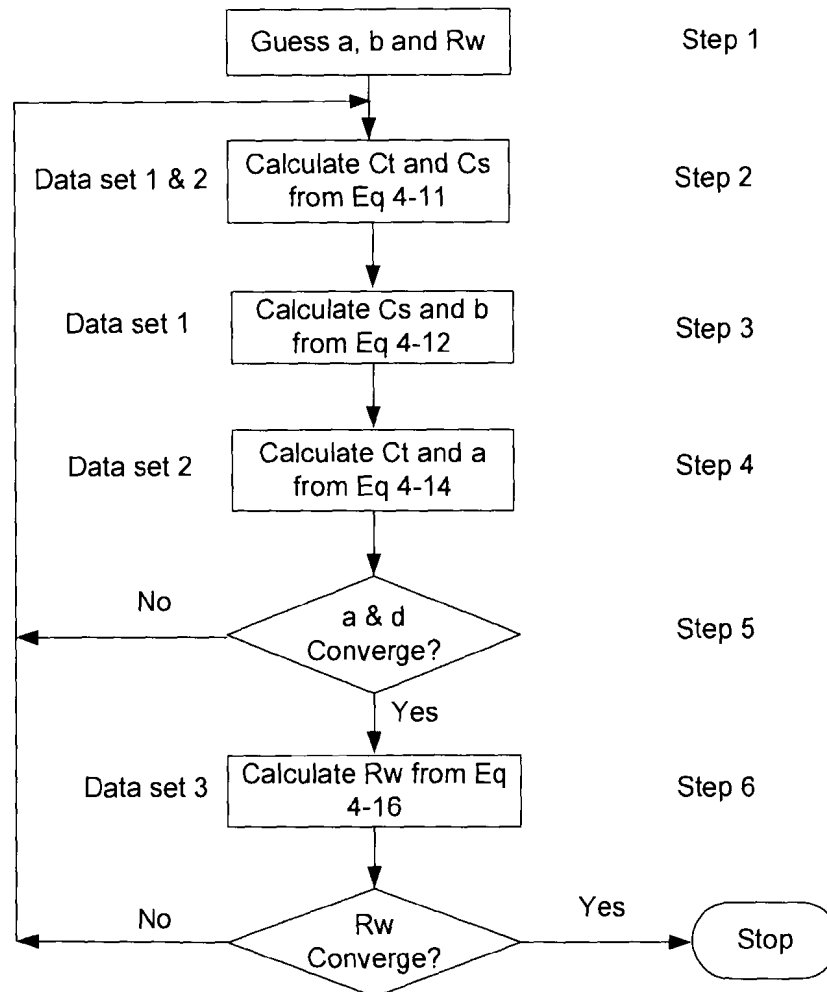 Guess a, b and Rw
Step 1
Data set 1 & 2
Calculate Ct and Cs
from Eq 4-11
Step 2
Data set 1
Calculate Cs and b
from Eq 4-12
Step 3
Data set 2
Calculate Ct and a
from Eq 4-14
Step 4
No
a & d
Converge?
Step 5
Yes
Data set 3
Calculate Rw from Eq
4-16
Step 6
No
Rw
Converge?
Yes
Stop